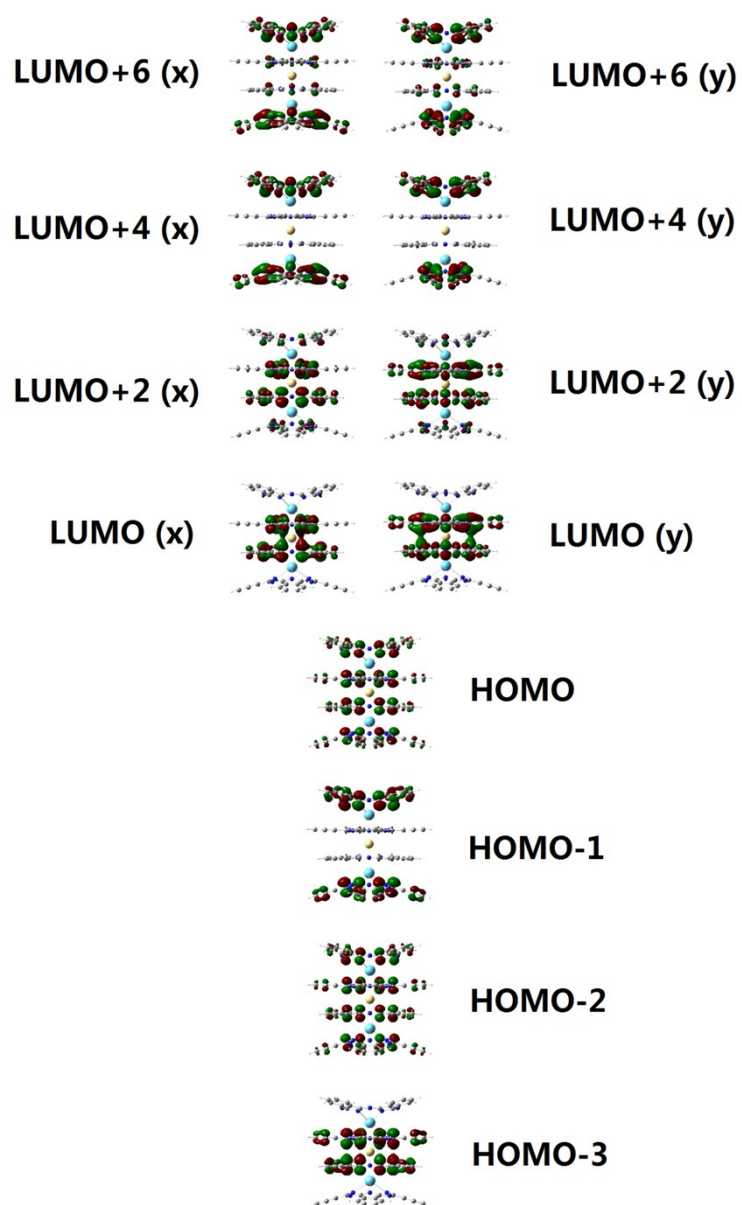 LUMO+6 (x)
LUMO+6 (y)
LUMO+4 (x)
LUMO+4 (y)
LUMO+2 (x)
LUMO+2 (y)
LUMO (x)
LUMO (y)
HOMO
HOMO-1
HOMO-2
HOMO-3